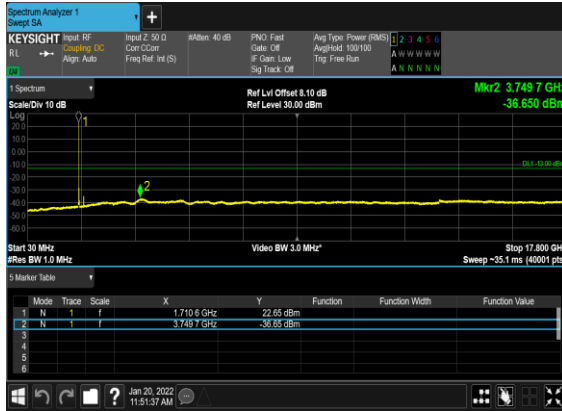 Spectrum Analyzer 1
Swept SA
+
KEYSIGHT Input: RF Input Z: 50 Ω #Atten: 40 dB PNO: Fast Avg Type: Power (RMS) 1 2 3 4 5 6
RL Coupling: DC Corr CCorr Gate: Off Avg|Hold: 100/100 A W W W W W
Align: Auto Freq Ref: Int (S) IF Gain: Low Trig: Free Run
Sig Track: Off A N N N N N
1 Spectrum Ref Lvl Offset 8.10 dB Mkr2 3.749 7 GHz
Scale/Div 10 dB Ref Level 30.00 dBm -36.650 dBm
Log
20.0
10.0
0.00
-10.0
-20.0
-30.0
-40.0
-50.0
-60.0
1
DL1 -13.00 dBm
2
Start 30 MHz Video BW 3.0 MHz* Stop 17.800 GHz
#Res BW 1.0 MHz Sweep ~35.1 ms (40001 pts)
5 Marker Table
Mode Trace Scale X Y Function Function Width Function Value
1 N 1 f 1.710 6 GHz 22.65 dBm
2 N 1 f 3.749 7 GHz -36.65 dBm
3
4
5
6
? Jan 20, 2022
11:51:37 AM